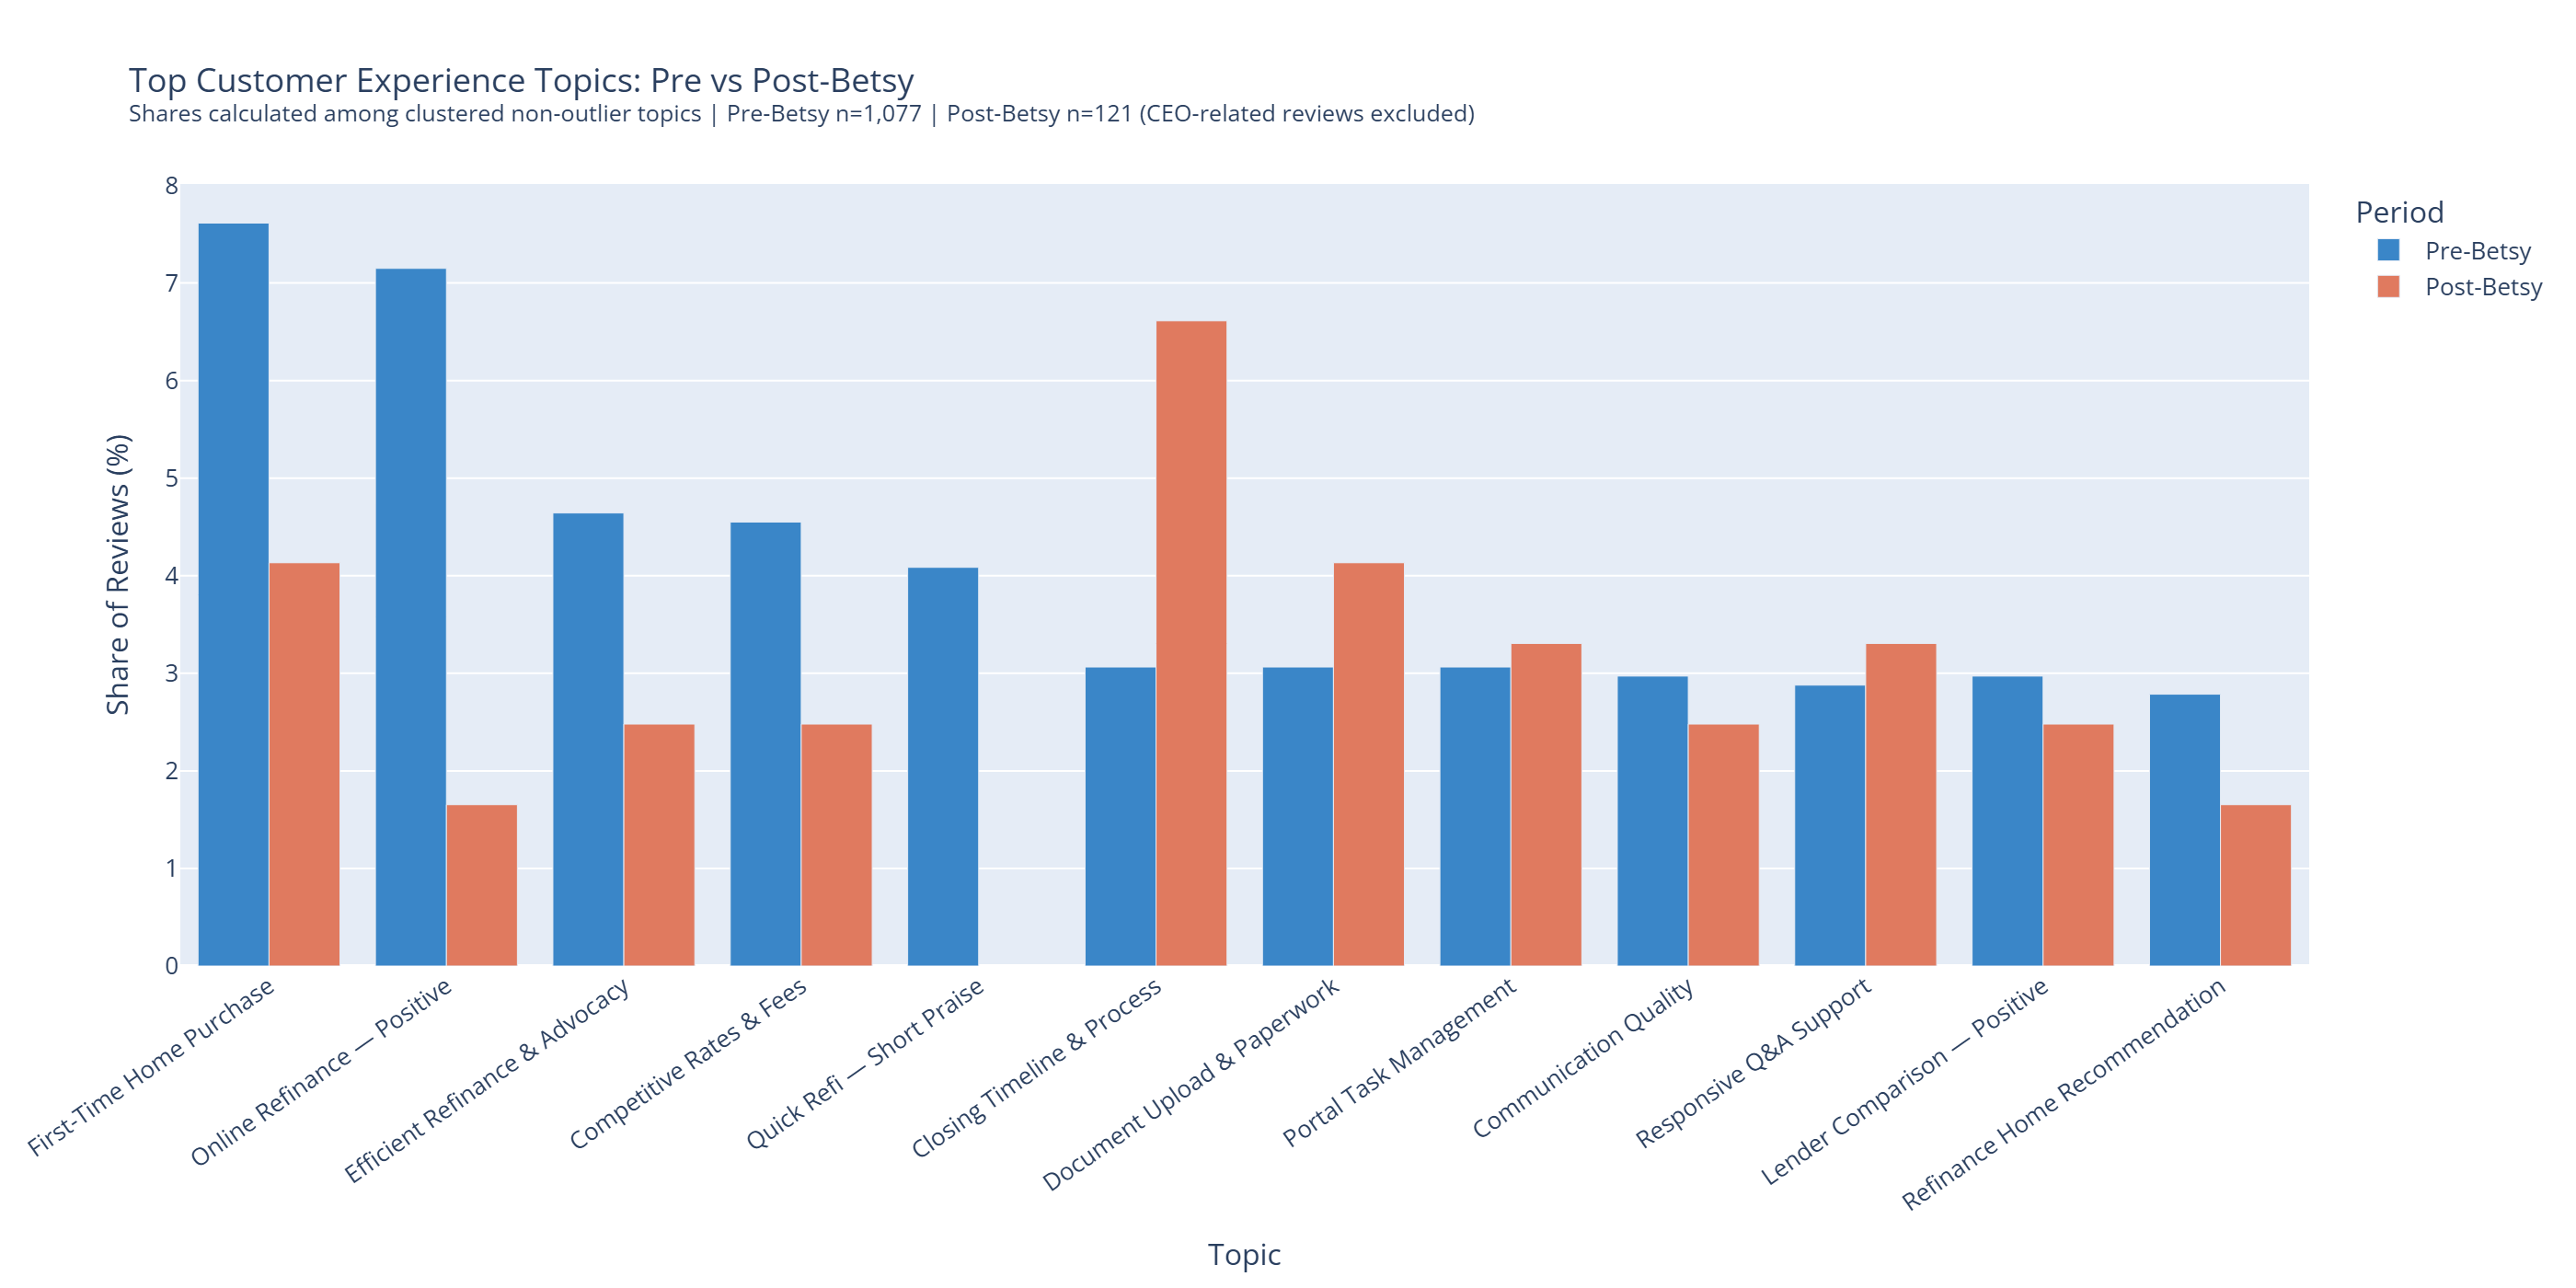 Top Customer Experience Topics: Pre vs Post-Betsy
Shares calculated among clustered non-outlier topics | Pre-Betsy n=1,077 | Post-Betsy n=121 (CEO-related reviews excluded)
Period
Pre-Betsy
Post-Betsy
Share of Reviews (%)
8
7
6
5
4
3
2
1
0
First-Time Home Purchase
Online Refinance — Positive
Efficient Refinance & Advocacy
Competitive Rates & Fees
Quick Refi — Short Praise
Closing Timeline & Process
Document Upload & Paperwork
Portal Task Management
Communication Quality
Responsive Q&A Support
Lender Comparison — Positive
Refinance Home Recommendation
Topic